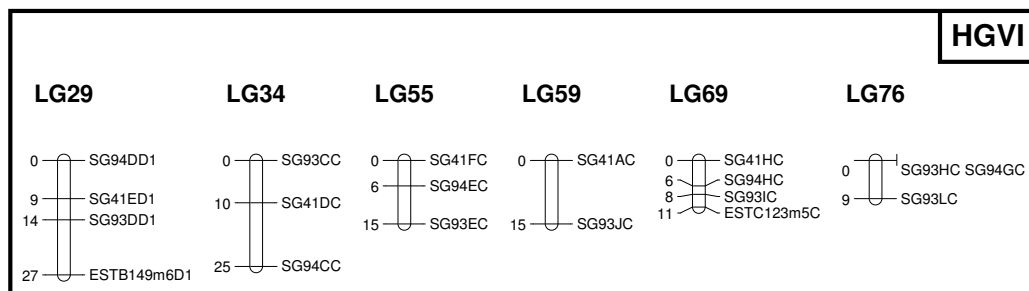 HGVI
LG29 LG34 LG55 LG59 LG69 LG76
0 SG94DD1
9 SG41ED1
14 SG93DD1
27 ESTB149m6D1
0 SG93CC
10 SG41DC
25 SG94CC
0 SG41FC
6 SG94EC
15 SG93EC
0 SG41AC
15 SG93JC
0 SG41HC
6 SG94HC
8 SG93IC
11 ESTC123m5C
0 SG93HC SG94GC
9 SG93LC